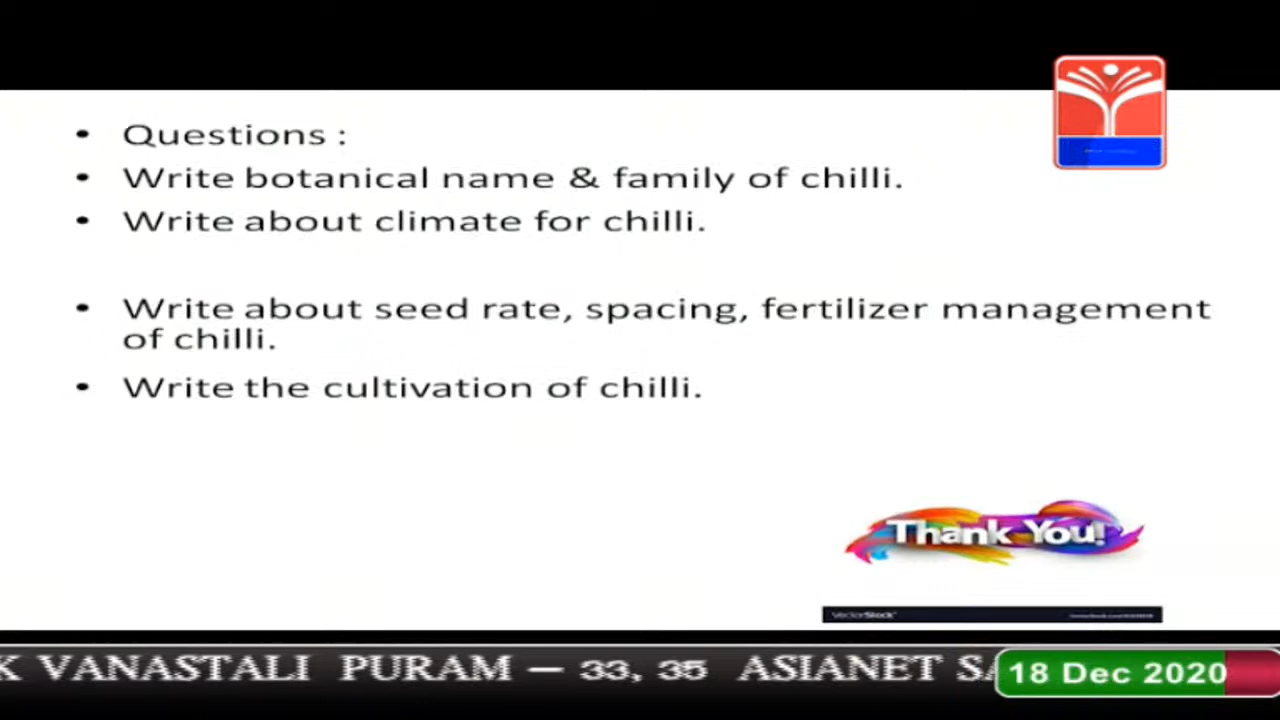 • Questions :
• Write botanical name & family of chilli.
• Write about climate for chilli.
• Write about seed rate, spacing, fertilizer management
of chilli.
• Write the cultivation of chilli.
Thank You!
VectorStock
K VANASTALI PURAM – 33, 35 ASIANET SA
18 Dec 2020